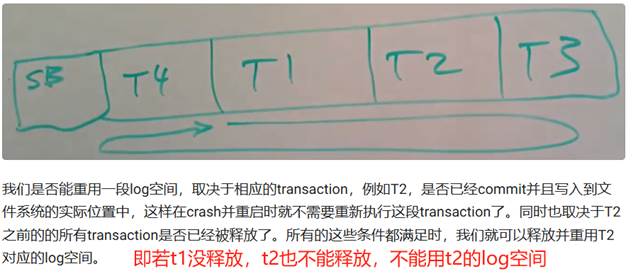 SB T4 T1 T2 T3
我们是否能重用一段log空间，取决于相应的transaction，例如T2，是否已经commit并且写入到文
件系统的实际位置中，这样在crash并重启时就不需要重新执行这段transaction了。同时也取决于T2
之前的的所有transaction是否已经被释放了。所有的这些条件都满足时，我们就可以释放并重用T2
对应的log空间。 即若t1没释放，t2也不能释放，不能用t2的log空间